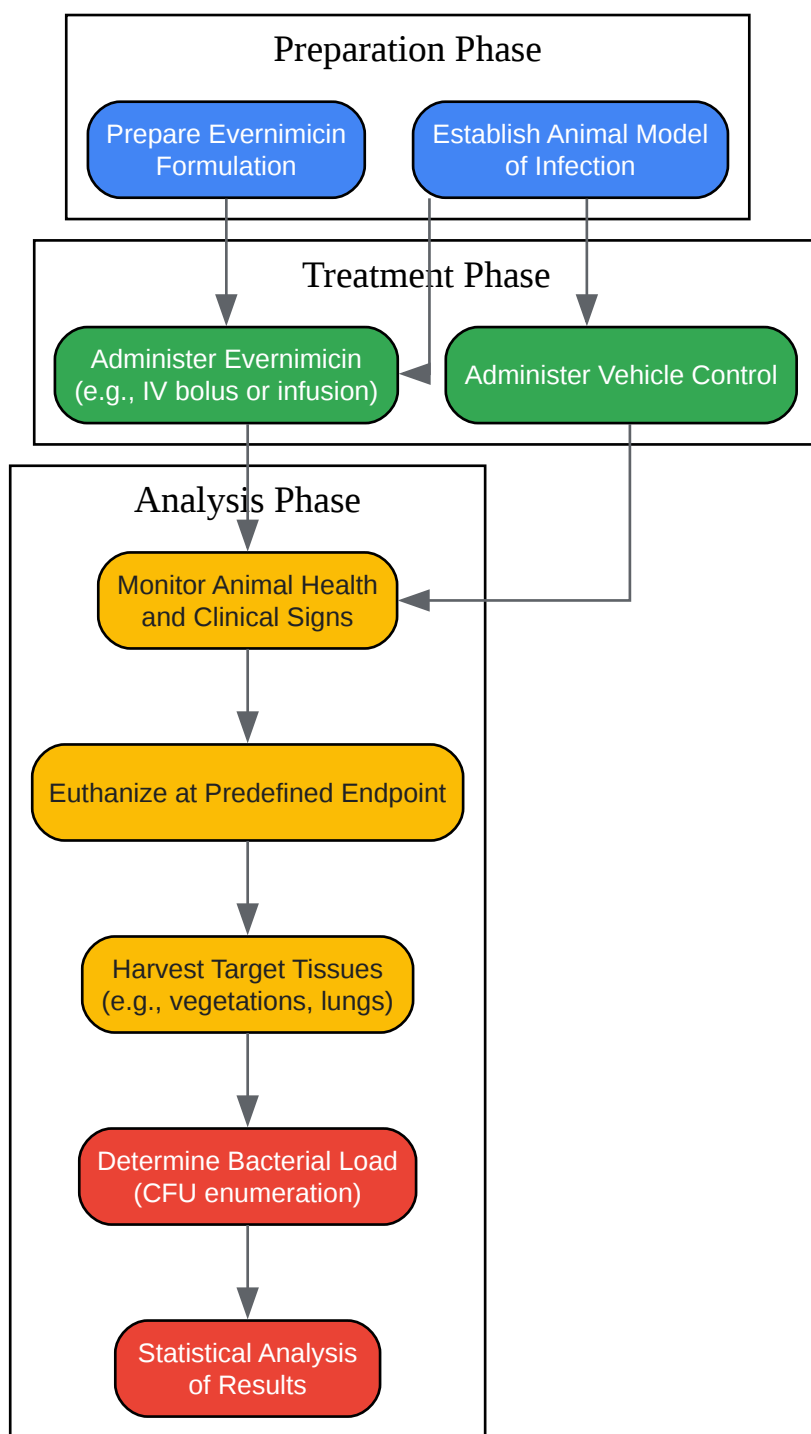 Preparation Phase
Prepare Evernimicin
Formulation
Establish Animal Model
of Infection
Treatment Phase
Administer Evernimicin
(e.g., IV bolus or infusion)
Administer Vehicle Control
Analysis Phase
Monitor Animal Health
and Clinical Signs
Euthanize at Predefined Endpoint
Harvest Target Tissues
(e.g., vegetations, lungs)
Determine Bacterial Load
(CFU enumeration)
Statistical Analysis
of Results